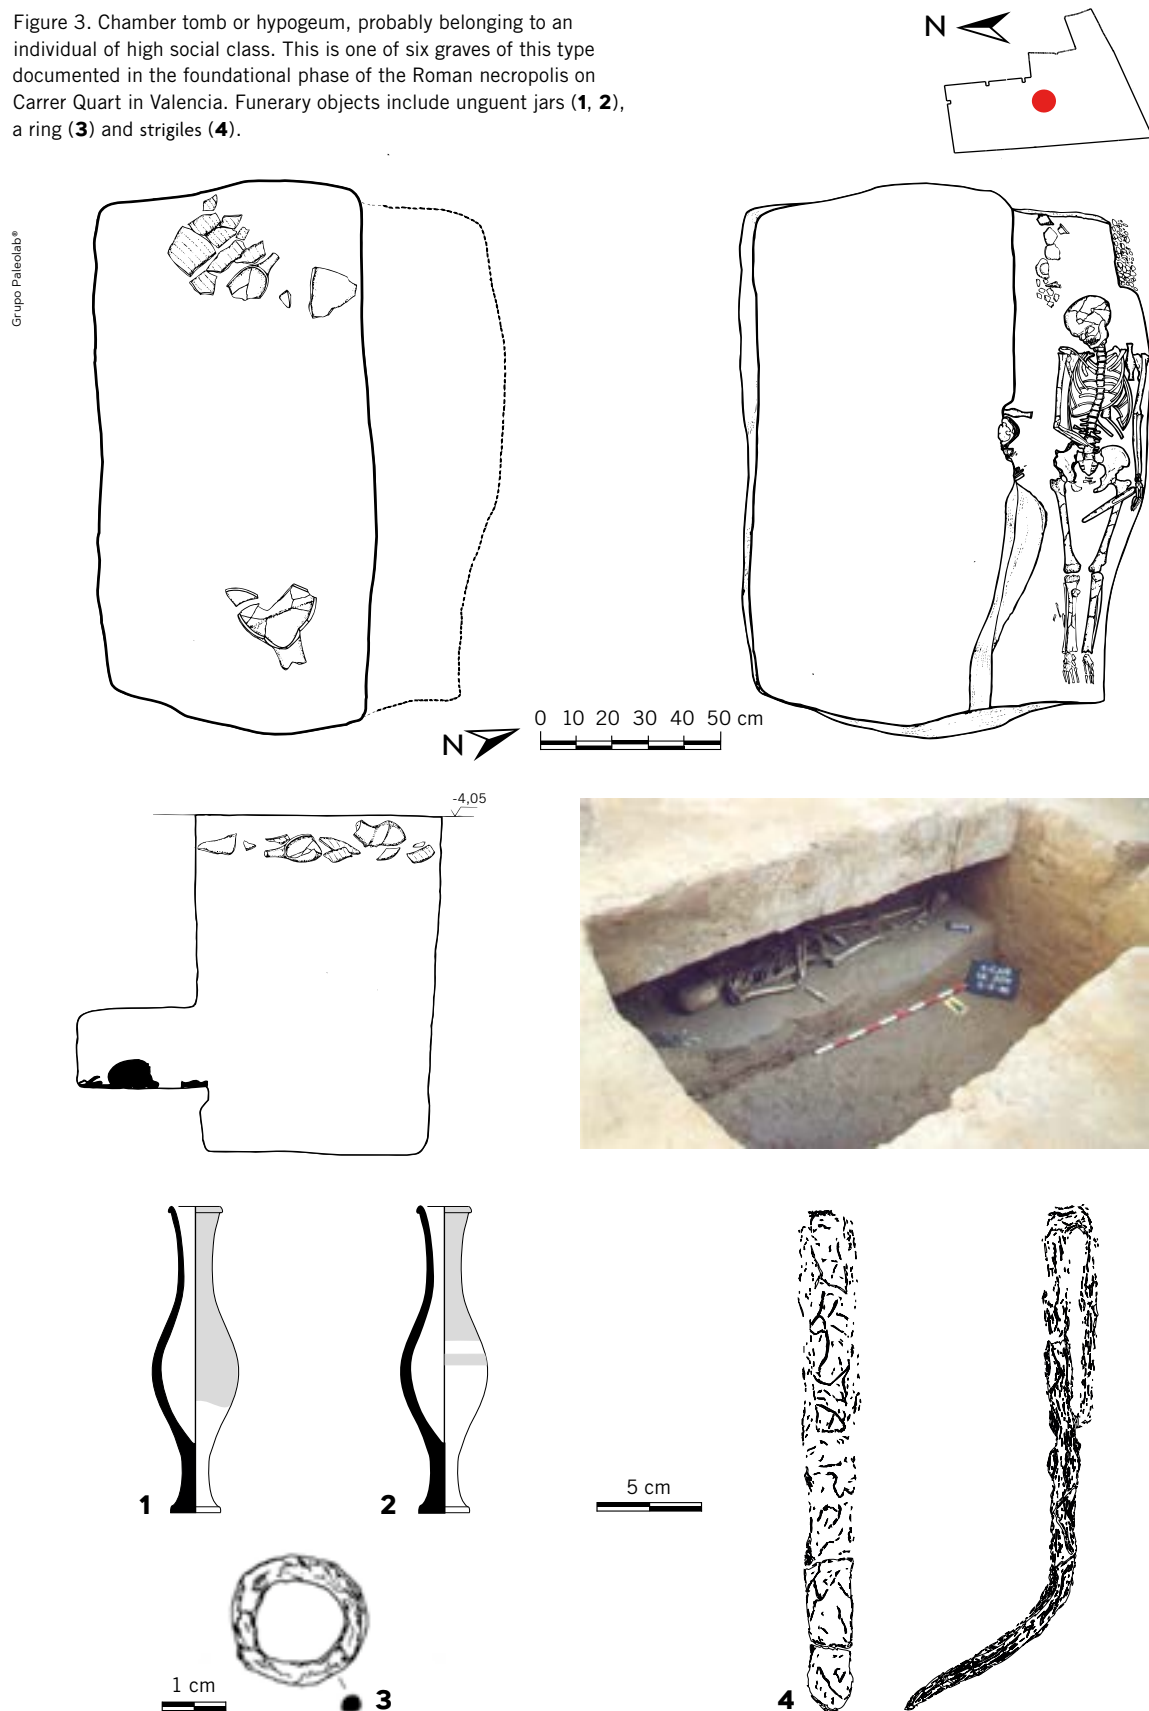 Figure 3. Chamber tomb or hypogeum, probably belonging to an
individual of high social class. This is one of six graves of this type
documented in the foundational phase of the Roman necropolis on
Carrer Quart in Valencia. Funerary objects include unguent jars (1, 2),
a ring (3) and strigiles (4).
N
Grupo Paleolab®
N
0 10 20 30 40 50 cm
-4,05
1
2
5 cm
1 cm
3
4